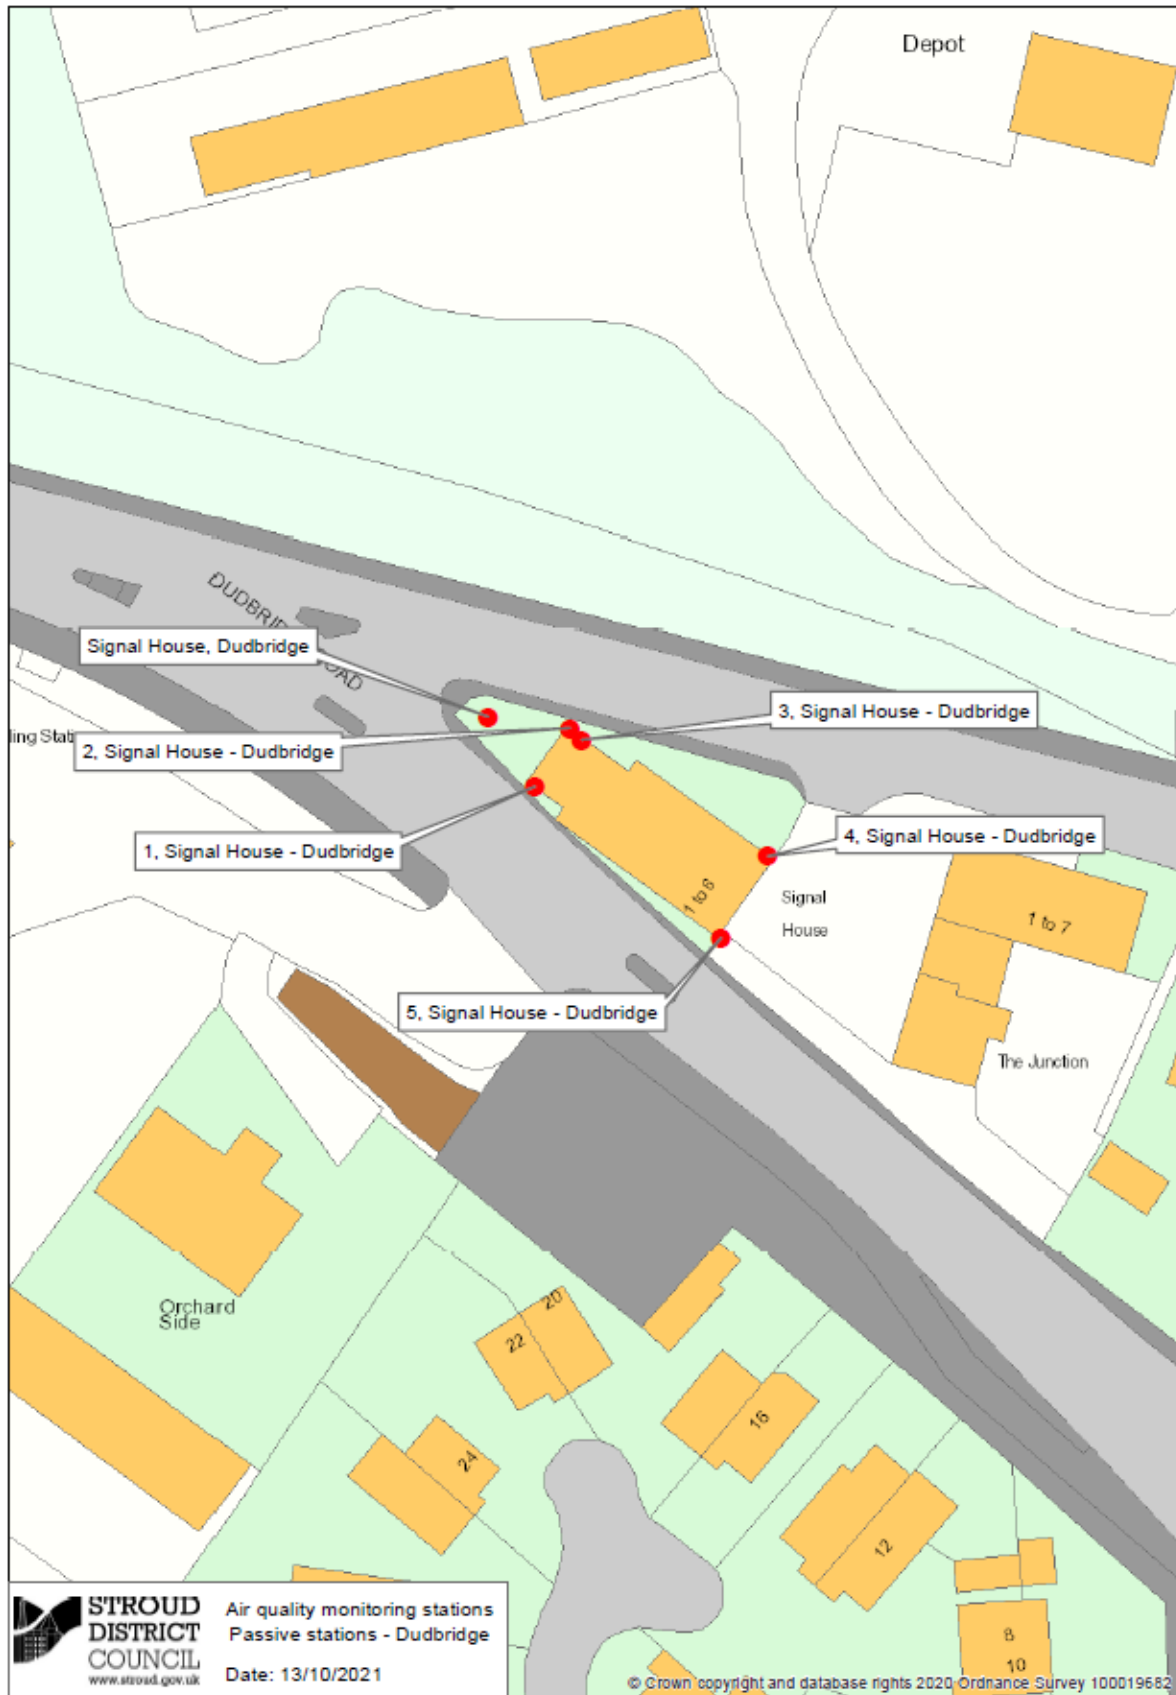 Depot
DUDBRIDGE ROAD
Signal House, Dudbridge
3, Signal House - Dudbridge
ling Stati
2, Signal House - Dudbridge
1, Signal House - Dudbridge
4, Signal House - Dudbridge
1 to 6
Signal
House
1 to 7
5, Signal House - Dudbridge
The Junction
Orchard
Side
20
22
16
24
12
8
10
STROUD
DISTRICT
COUNCIL
www.stroud.gov.uk
Air quality monitoring stations
Passive stations - Dudbridge
Date: 13/10/2021
© Crown copyright and database rights 2020 Ordnance Survey 100019682